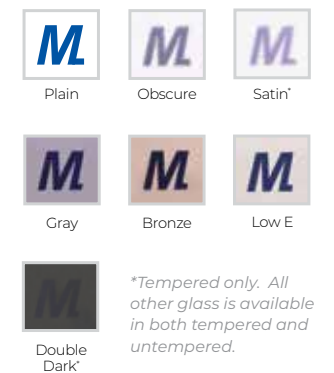 ML ML ML
Plain Obscure Satin*
ML ML ML
Gray Bronze Low E
ML
Double
Dark*
*Tempered only. All
other glass is available
in both tempered and
untempered.